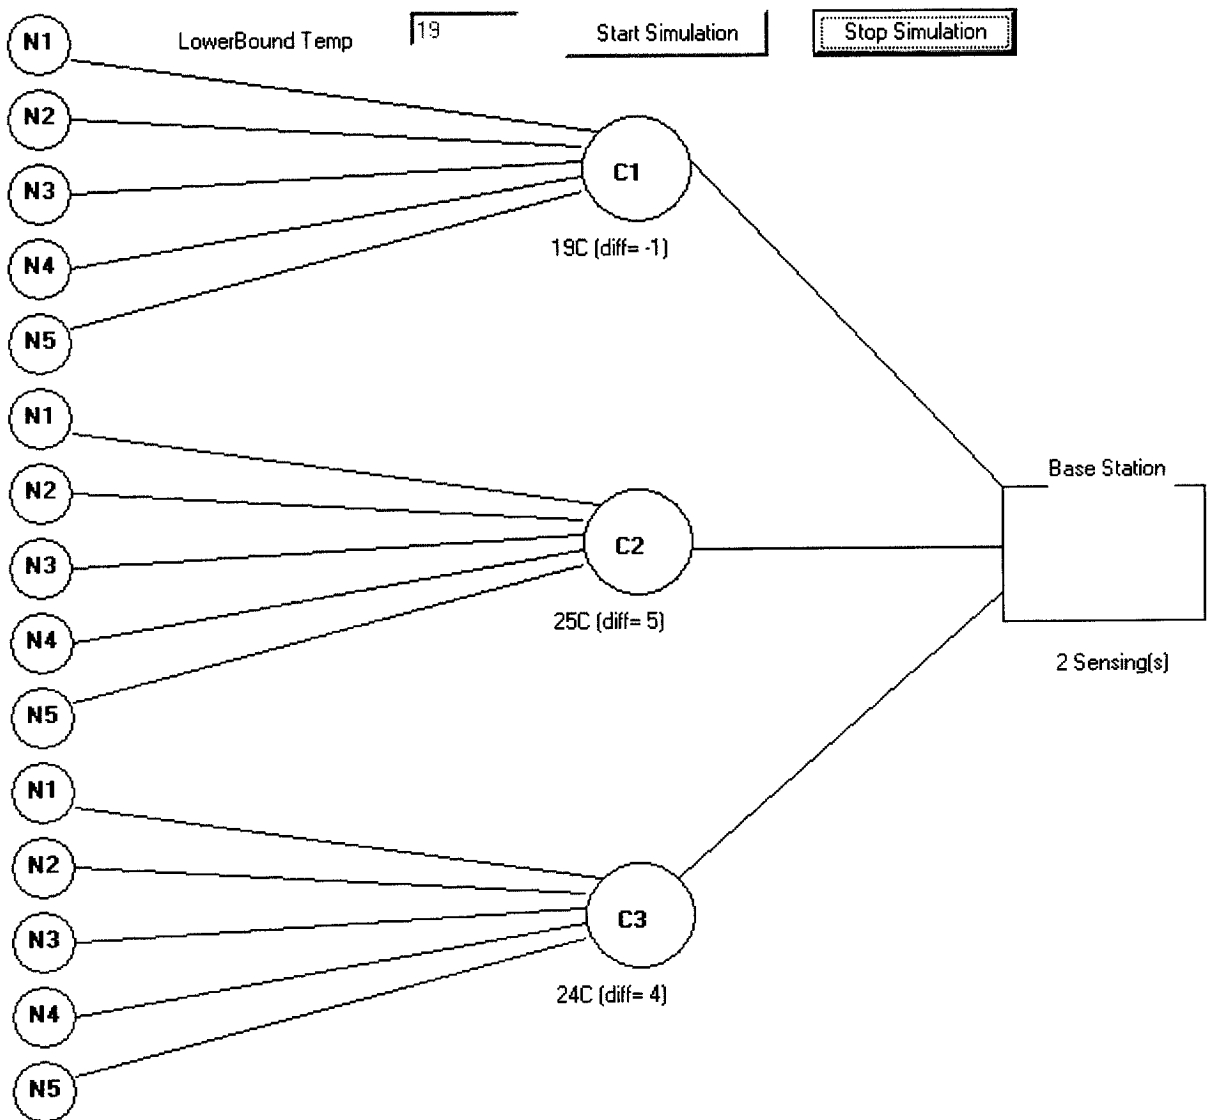 LowerBound Temp 19 Start Simulation Stop Simulation
N1
N2
N3
N4
N5
C1
19C (diff= -1)
N1
N2
N3
N4
N5
C2
25C (diff= 5)
N1
N2
N3
N4
N5
C3
24C (diff= 4)
Base Station
2 Sensing(s)